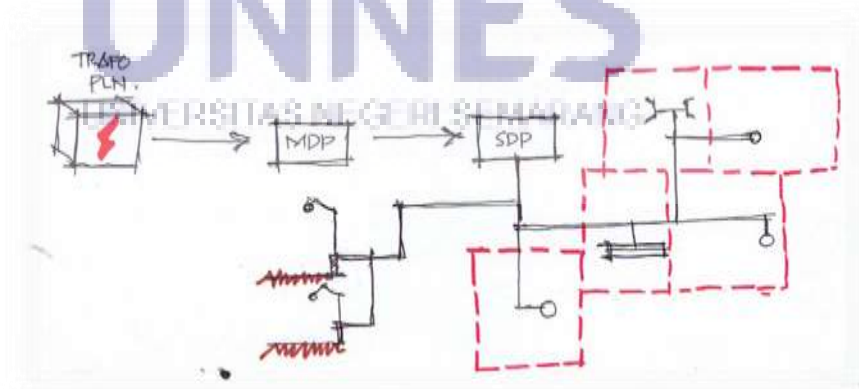 UNNES
UNIVERSITAS NEGERI SEMARANG
TRAFO
PLN.
MDP
SDP